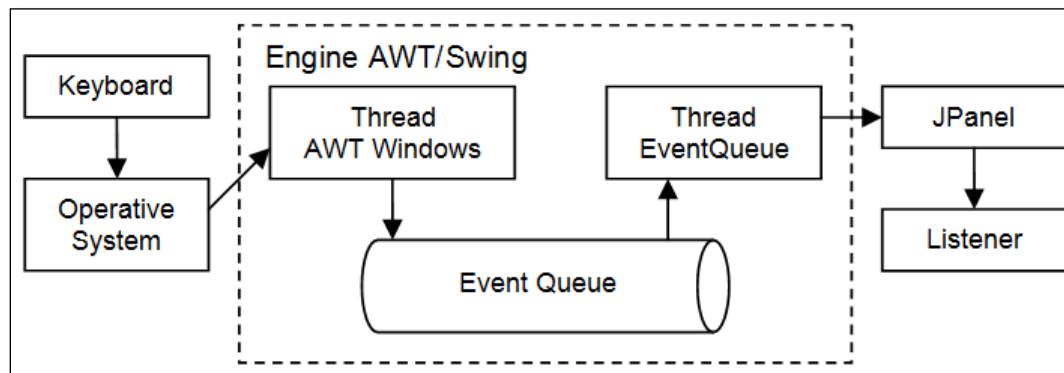 Engine AWT/Swing
Keyboard
Operative
System
Thread
AWT Windows
Event Queue
Thread
EventQueue
JPanel
Listener